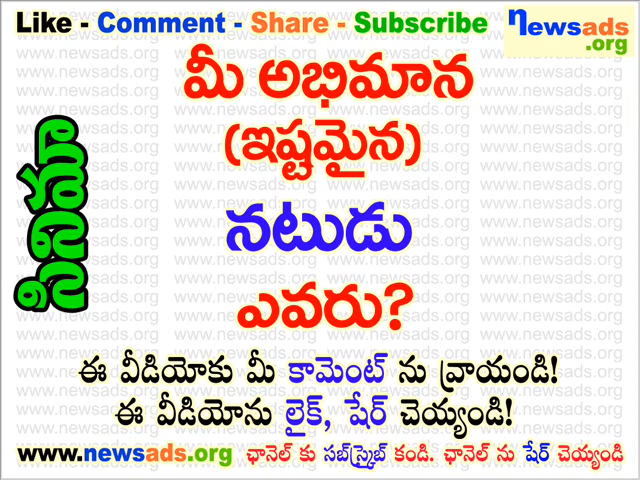 Like - Comment - Share - Subscribe
newsads
.org
మీ అభిమాన
(ఇష్టమైన)
నటుడు
ఎవరు?
సినిమా
ఈ వీడియోకు మీ కామెంట్ ను వ్రాయండి!
ఈ వీడియోను లైక్, షేర్ చెయ్యండి!
www.newsads.org ఛానెల్ కు సబ్‌స్క్రైబ్ కండి. ఛానెల్ ను షేర్ చెయ్యండి